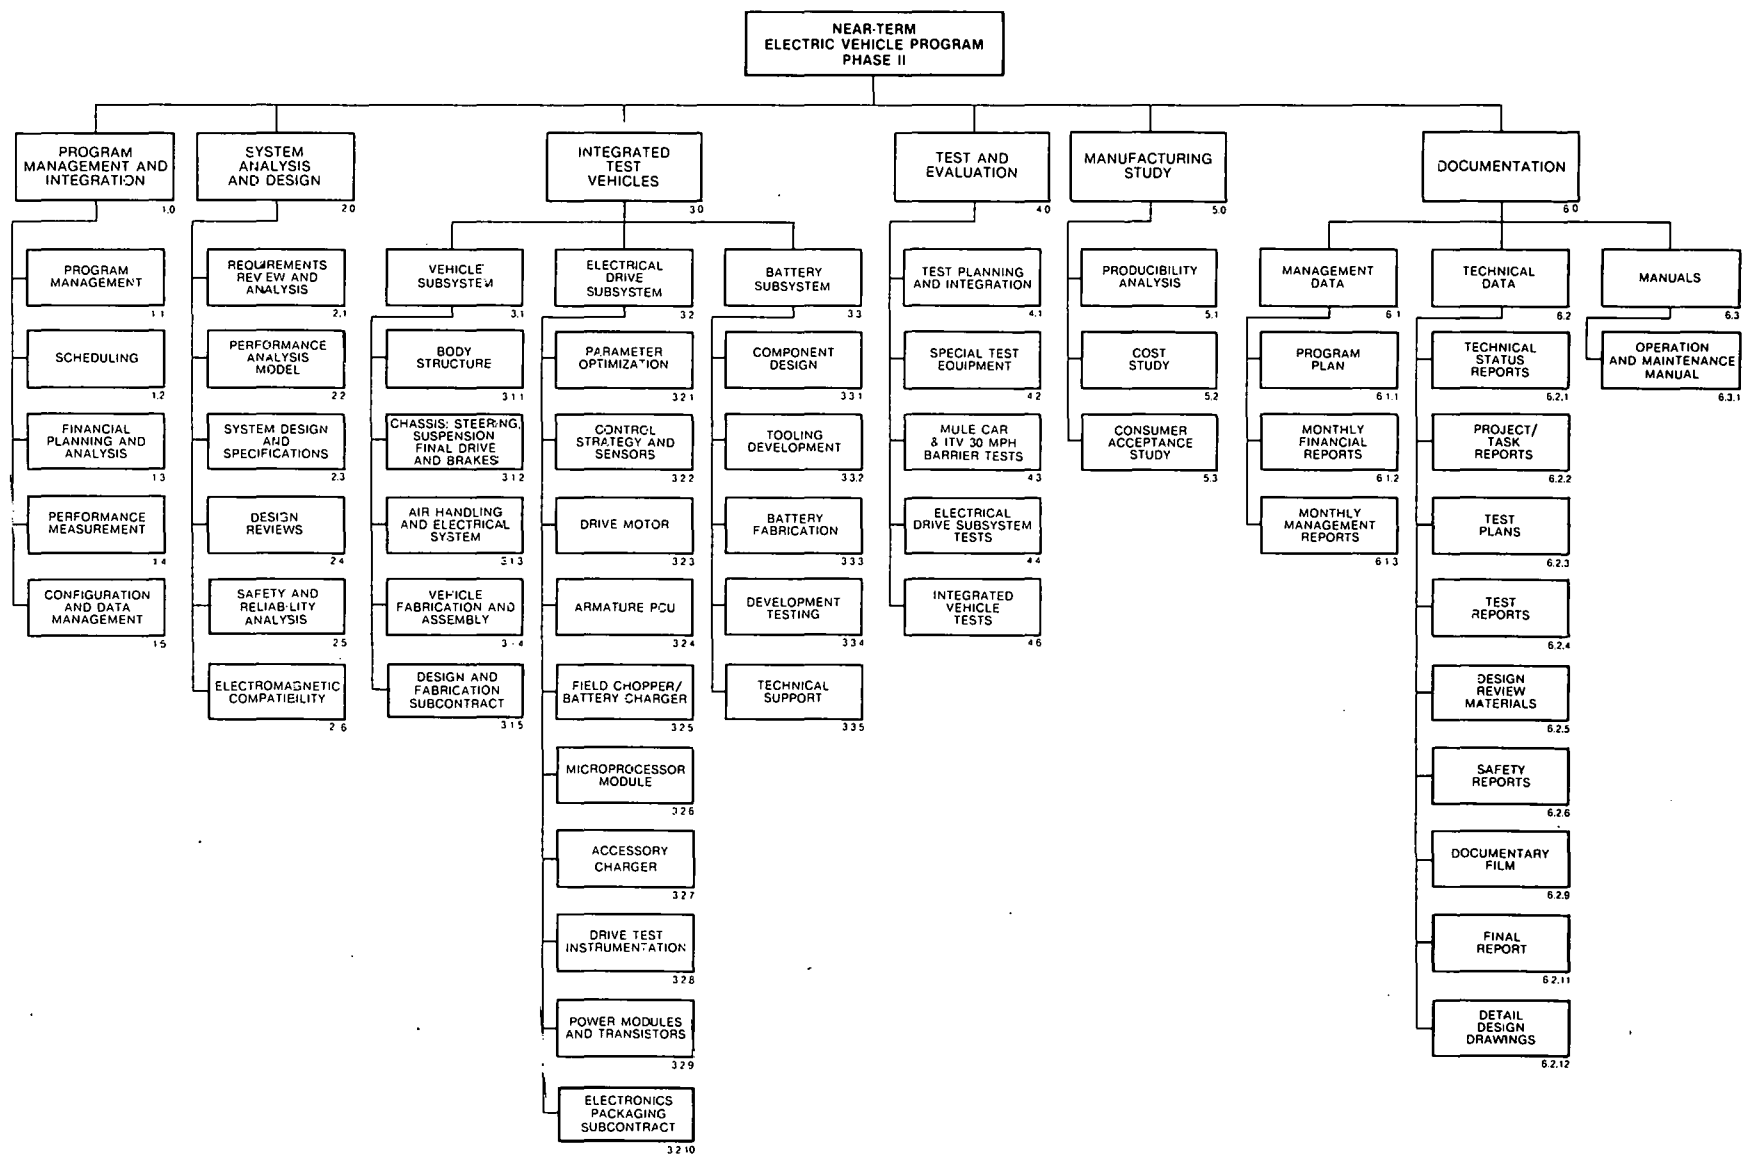 NEAR-TERM
ELECTRIC VEHICLE PROGRAM
PHASE II
PROGRAM
MANAGEMENT AND
INTEGRATION
1.0
SYSTEM
ANALYSIS
AND DESIGN
2.0
INTEGRATED
TEST
VEHICLES
3.0
TEST AND
EVALUATION
4.0
MANUFACTURING
STUDY
5.0
DOCUMENTATION
6.0
PROGRAM
MANAGEMENT
1.1
SCHEDULING
1.2
FINANCIAL
PLANNING AND
ANALYSIS
1.3
PERFORMANCE
MEASUREMENT
1.4
CONFIGURATION
AND DATA
MANAGEMENT
1.5
REQUIREMENTS
REVIEW AND
ANALYSIS
2.1
PERFORMANCE
ANALYSIS
MODEL
2.2
SYSTEM DESIGN
AND
SPECIFICATIONS
2.3
DESIGN
REVIEWS
2.4
SAFETY AND
RELIABILITY
ANALYSIS
2.5
ELECTROMAGNETIC
COMPATIBILITY
2.6
VEHICLE
SUBSYSTEM
3.1
BODY
STRUCTURE
3.1.1
CHASSIS: STEERING,
SUSPENSION
FINAL DRIVE
AND BRAKES
3.1.2
AIR HANDLING
AND ELECTRICAL
SYSTEM
3.1.3
VEHICLE
FABRICATION AND
ASSEMBLY
3.1.4
DESIGN AND
FABRICATION
SUBCONTRACT
3.1.5
ELECTRICAL
DRIVE
SUBSYSTEM
3.2
PARAMETER
OPTIMIZATION
3.2.1
CONTROL
STRATEGY AND
SENSORS
3.2.2
DRIVE MOTOR
3.2.3
ARMATURE PCU
3.2.4
FIELD CHOPPER/
BATTERY CHARGER
3.2.5
MICROPROCESSOR
MODULE
3.2.6
ACCESSORY
CHARGER
3.2.7
DRIVE TEST
INSTRUMENTATION
3.2.8
POWER MODULES
AND TRANSISTORS
3.2.9
ELECTRONICS
PACKAGING
SUBCONTRACT
3.2.10
BATTERY
SUBSYSTEM
3.3
COMPONENT
DESIGN
3.3.1
TOOLING
DEVELOPMENT
3.3.2
BATTERY
FABRICATION
3.3.3
DEVELOPMENT
TESTING
3.3.4
TECHNICAL
SUPPORT
3.3.5
TEST PLANNING
AND INTEGRATION
4.1
SPECIAL TEST
EQUIPMENT
4.2
MULE CAR
& ITV 30 MPH
BARRIER TESTS
4.3
ELECTRICAL
DRIVE SUBSYSTEM
TESTS
4.4
INTEGRATED
VEHICLE
TESTS
4.6
PRODUCIBILITY
ANALYSIS
5.1
COST
STUDY
5.2
CONSUMER
ACCEPTANCE
STUDY
5.3
MANAGEMENT
DATA
6.1
PROGRAM
PLAN
6.1.1
MONTHLY
FINANCIAL
REPORTS
6.1.2
MONTHLY
MANAGEMENT
REPORTS
6.1.3
TECHNICAL
DATA
6.2
TECHNICAL
STATUS
REPORTS
6.2.1
PROJECT/
TASK
REPORTS
6.2.2
TEST
PLANS
6.2.3
TEST
REPORTS
6.2.4
DESIGN
REVIEW
MATERIALS
6.2.5
SAFETY
REPORTS
6.2.6
DOCUMENTARY
FILM
6.2.9
FINAL
REPORT
6.2.11
DETAIL
DESIGN
DRAWINGS
6.2.12
MANUALS
6.3
OPERATION
AND MAINTENANCE
MANUAL
6.3.1